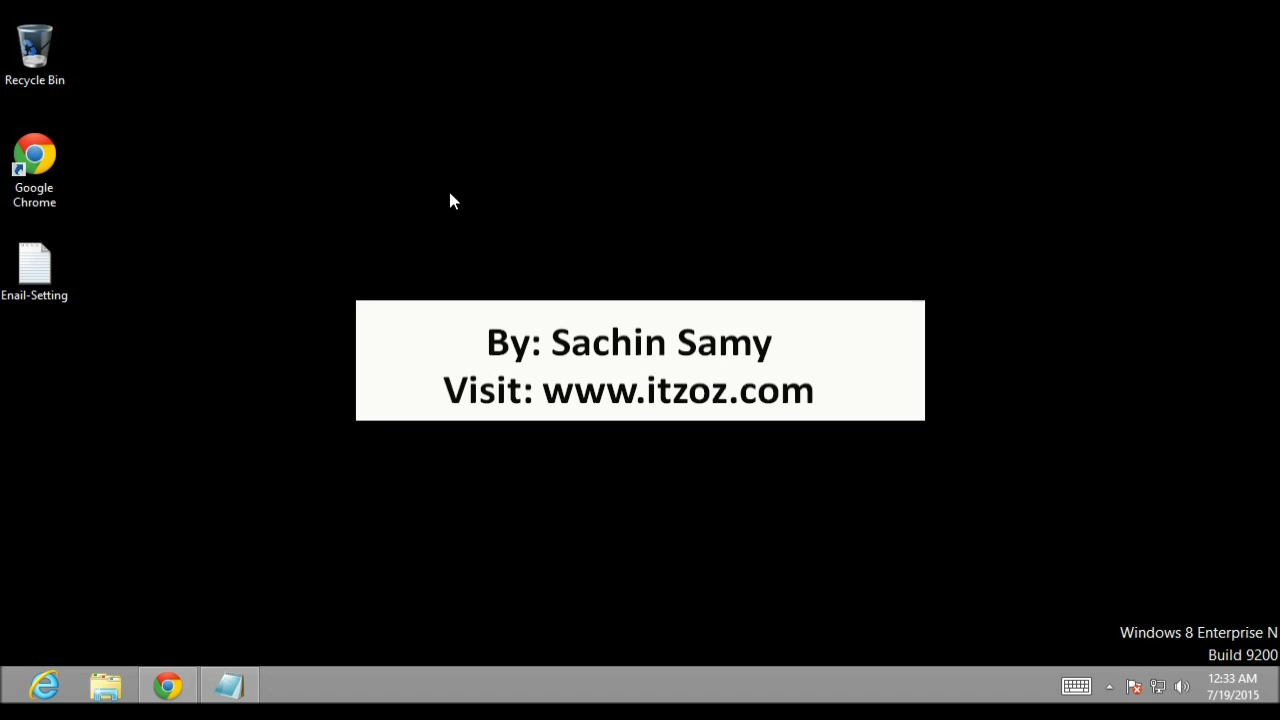 Recycle Bin
Google
Chrome
Enail-Setting
By: Sachin Samy
Visit: www.itzoz.com
Windows 8 Enterprise N
Build 9200
12:33 AM
7/19/2015